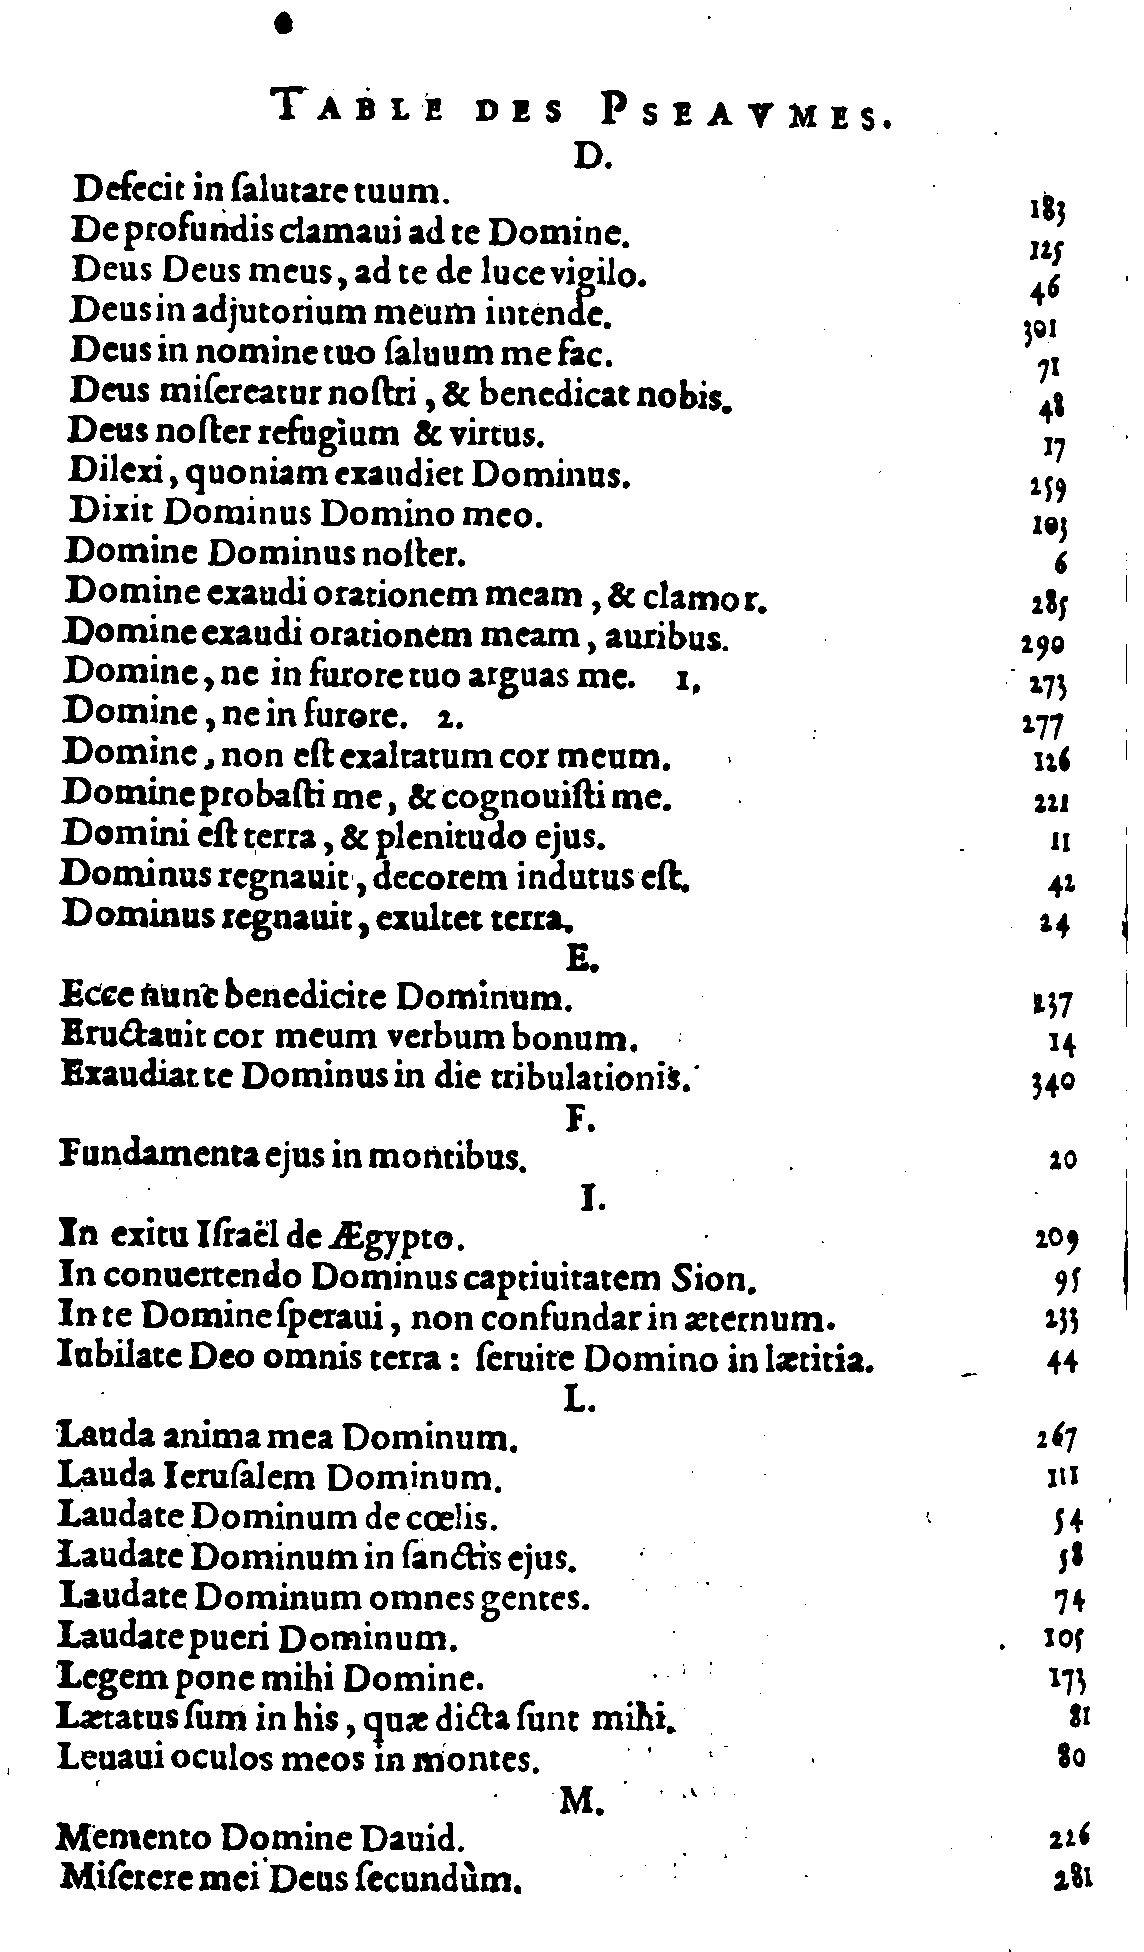 TABLE DES PSEAVMES.
D.
Defecit in ſalutare tuum. 183
De profundis clamaui ad te Domine. 125
Deus Deus meus, ad te de luce vigilo. 46
Deus in adjutorium meum intende. 301
Deus in nomine tuo ſaluum me fac. 71
Deus miſereatur noſtri, & benedicat nobis. 48
Deus noſter refugium & virtus. 17
Dilexi, quoniam exaudiet Dominus. 259
Dixit Dominus Domino meo. 103
Domine Dominus noſter. 6
Domine exaudi orationem meam, & clamor. 285
Domine exaudi orationem meam, auribus. 290
Domine, ne in furore tuo arguas me. 1. 273
Domine, ne in furore. 2. 277
Domine, non eſt exaltatum cor meum. 126
Domine probaſti me, & cognouiſti me. 221
Domini eſt terra, & plenitudo ejus. 11
Dominus regnauit, decorem indutus eſt. 42
Dominus regnauit, exultet terra. 24
E.
Ecce nunc benedicite Dominum. 237
Eructauit cor meum verbum bonum. 14
Exaudiat te Dominus in die tribulationis. 340
F.
Fundamenta ejus in montibus. 20
I.
In exitu Iſraël de Ægypto. 209
In conuertendo Dominus captiuitatem Sion. 95
In te Domine ſperaui, non confundar in æternum. 233
Iubilate Deo omnis terra: ſeruite Domino in lætitia. 44
L.
Lauda anima mea Dominum. 267
Lauda Ieruſalem Dominum. 111
Laudate Dominum de cœlis. 54
Laudate Dominum in ſanctis ejus. 58
Laudate Dominum omnes gentes. 74
Laudate pueri Dominum. 105
Legem pone mihi Domine. 173
Lætatus ſum in his, quæ dicta ſunt mihi. 81
Leuaui oculos meos in montes. 80
M.
Memento Domine Dauid. 226
Miſerere mei Deus ſecundùm. 281